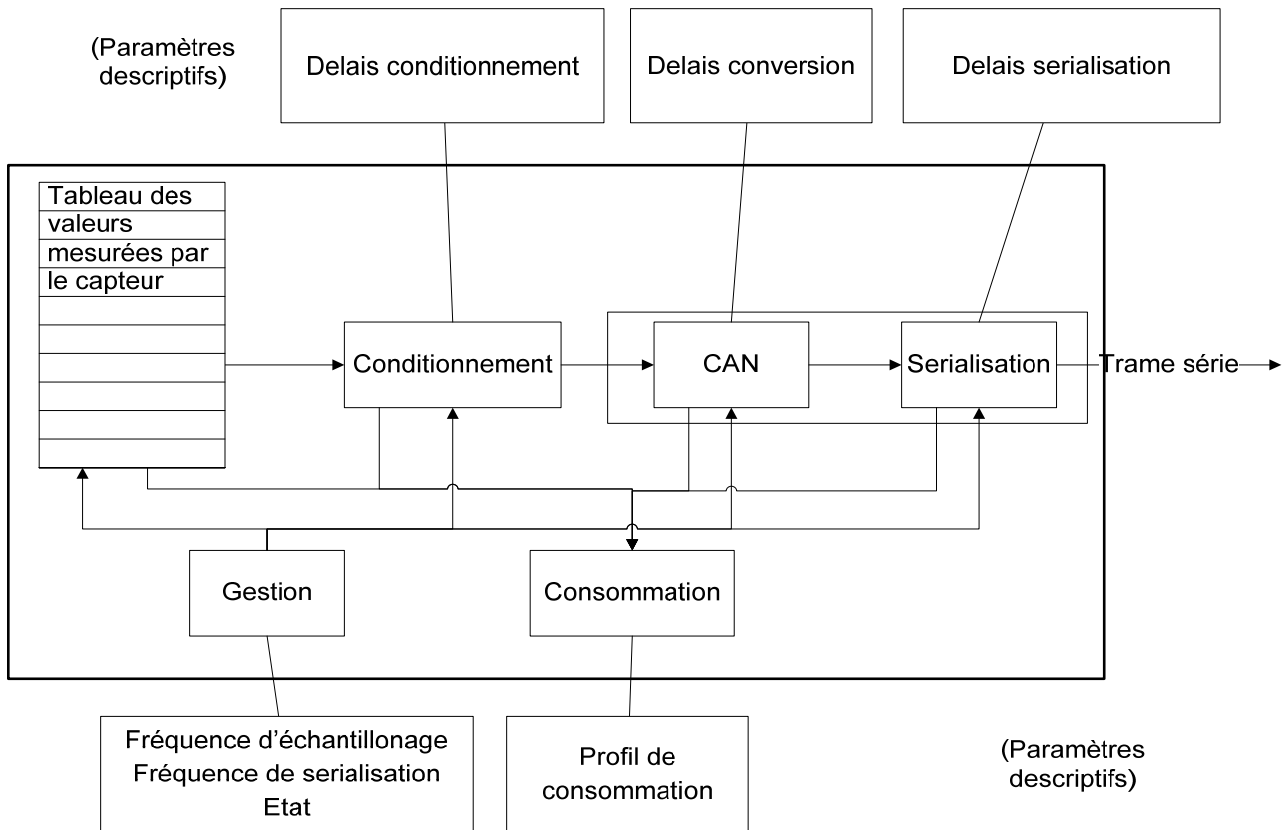 (Paramètres
descriptifs)
Delais conditionnement
Delais conversion
Delais serialisation
Tableau des
valeurs
mesurées par
le capteur
Conditionnement
CAN
Serialisation
Trame série
Gestion
Consommation
Fréquence d'échantillonage
Fréquence de serialisation
Etat
Profil de
consommation
(Paramètres
descriptifs)